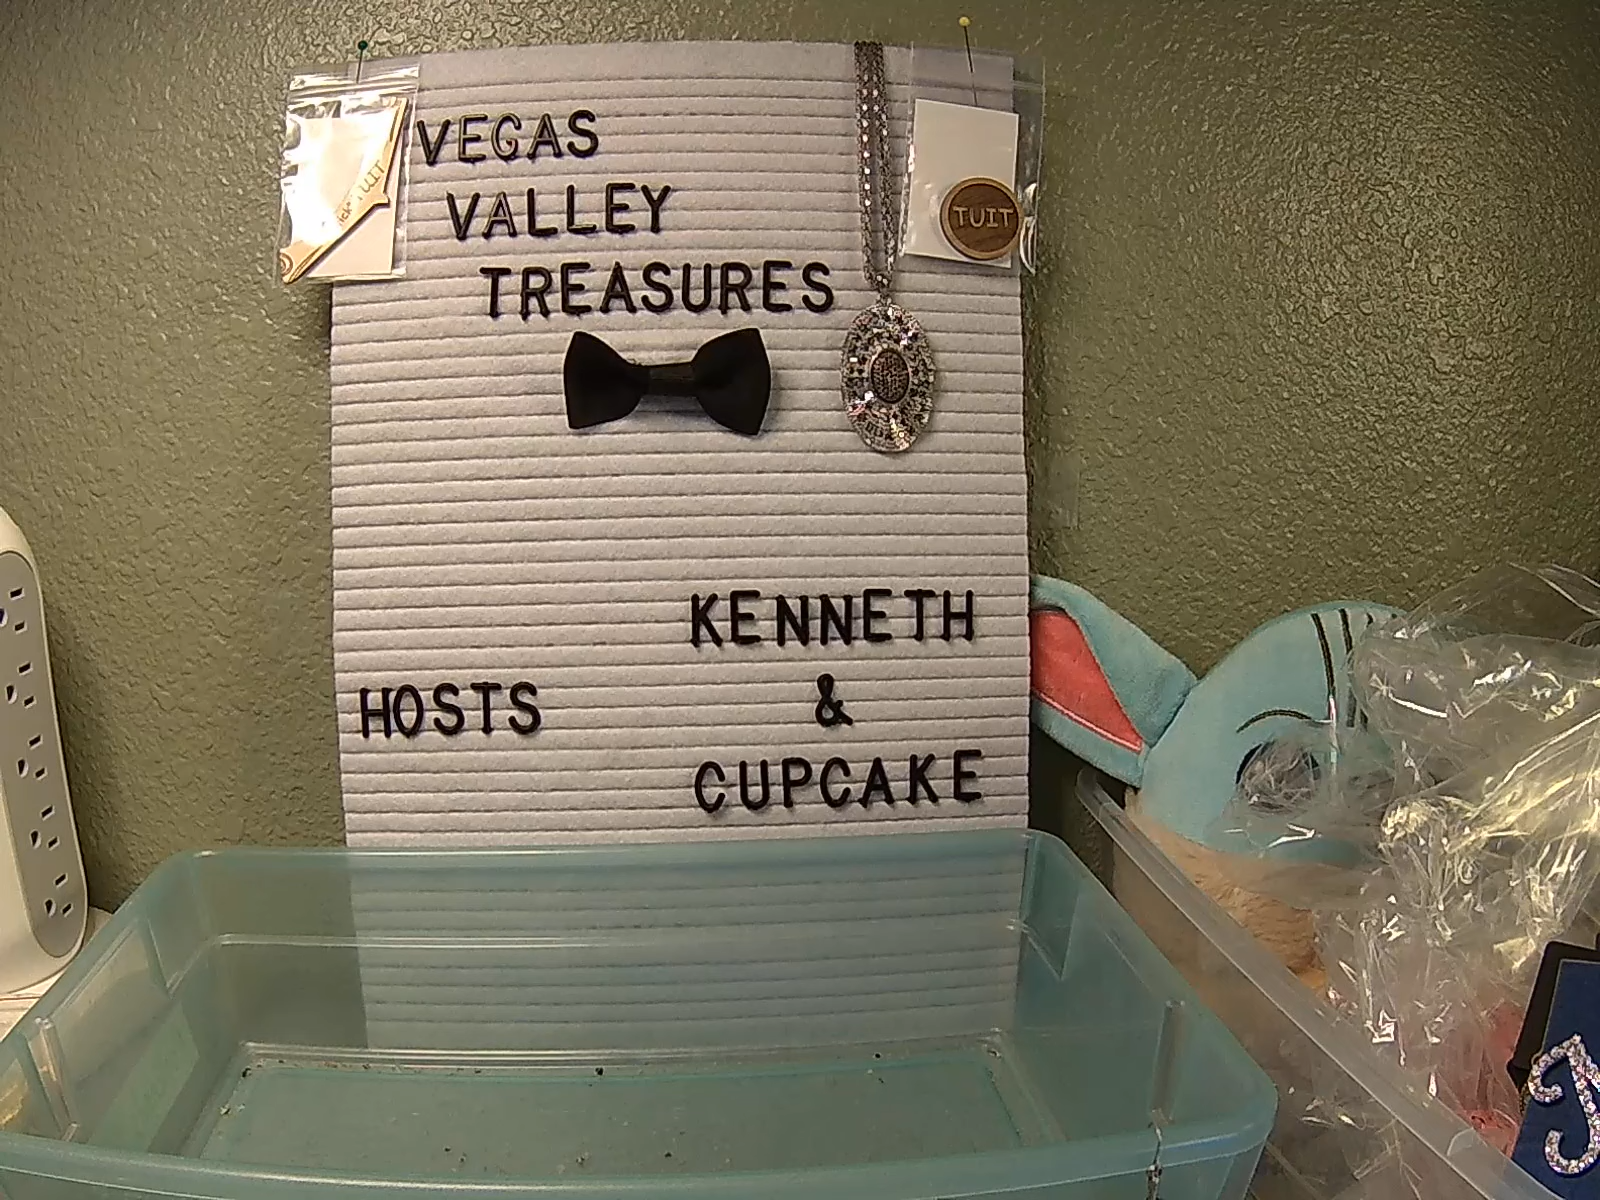 VEGAS
VALLEY
TREASURES
TUIT
KENNETH
HOSTS
&
CUPCAKE